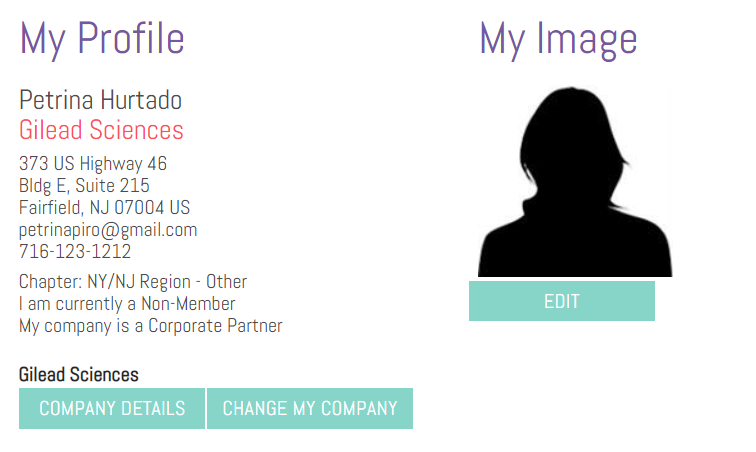 My Profile
Petrina Hurtado
Gilead Sciences
373 US Highway 46
Bldg E, Suite 215
Fairfield, NJ 07004 US
petrinapiro@gmail.com
716-123-1212
Chapter: NY/NJ Region - Other
I am currently a Non-Member
My company is a Corporate Partner
Gilead Sciences
COMPANY DETAILS
CHANGE MY COMPANY
My Image
EDIT